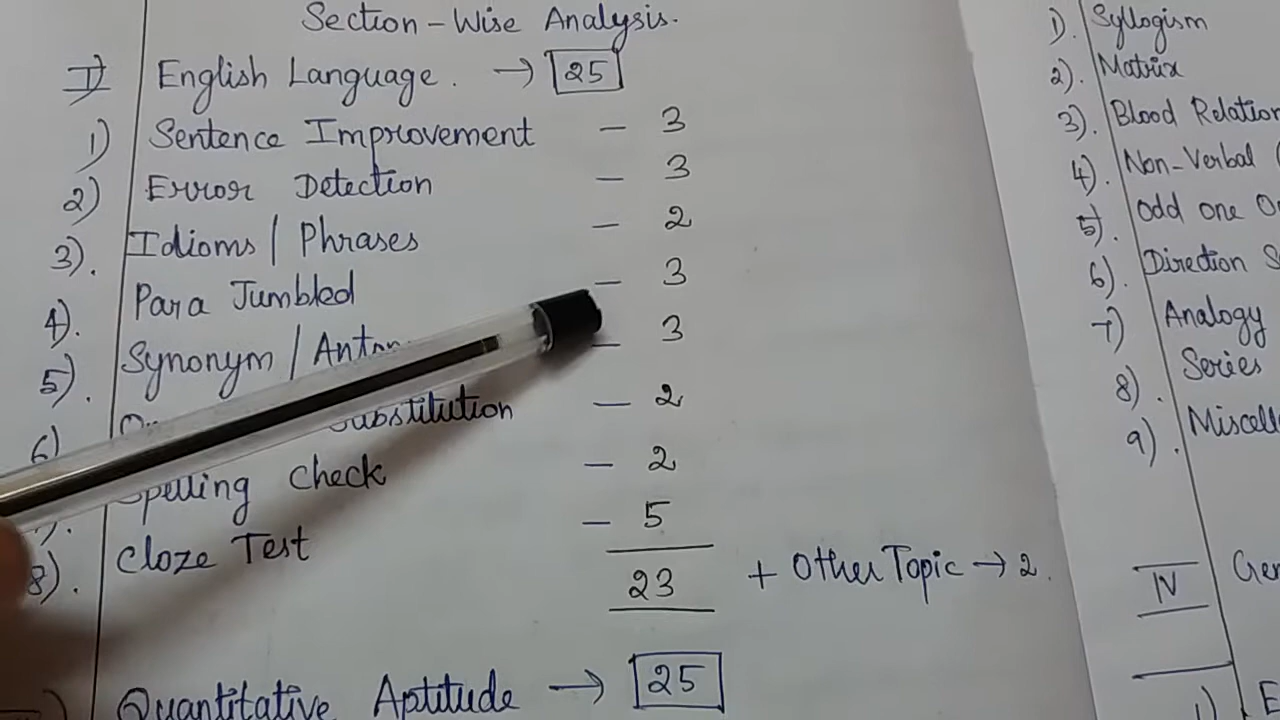 Section - Wise Analysis.
I) English Language. → 25
1) Sentence Improvement - 3
2) Error Detection - 3
3). Idioms / Phrases - 2
4). Para Jumbled - 3
5). Synonym / - 3
6) Substitution - 2
Spelling Check - 2
8). Cloze Test - 5
23 + Other Topic → 2.
Quantitative Aptitude → 25
1). Syllogism
2). Matrix
3). Blood Relation
4). Non-Verbal
5). Odd one
6). Direction
7) Analogy
8). Series
9).
IV
1)